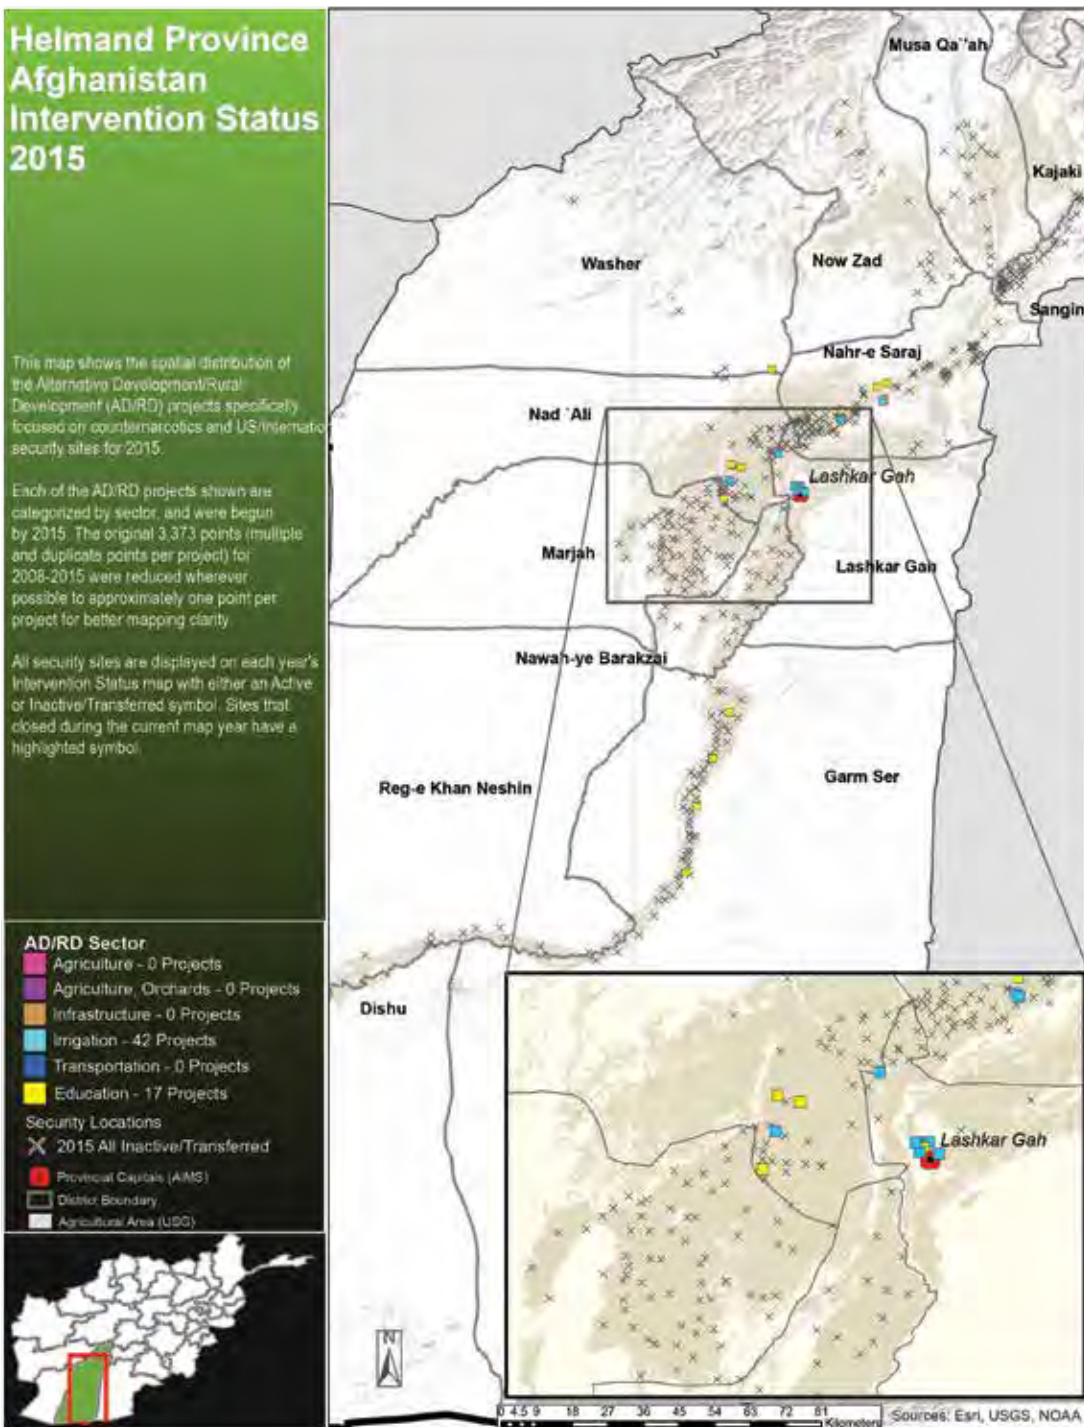 Helmand Province
Afghanistan
Intervention Status
2015
This map shows the spatial distribution of
the Alternative Development/Rural
Development (AD/RD) projects specifically
focused on counternarcotics and US/Internatio
security sites for 2015.
Each of the AD/RD projects shown are
categorized by sector, and were begun
by 2015. The original 3,373 points (multiple
and duplicate points per project) for
2008-2015 were reduced wherever
possible to approximately one point per
project for better mapping clarity
All security sites are displayed on each year's
Intervention Status map with either an Active
or Inactive/Transferred symbol. Sites that
closed during the current map year have a
highlighted symbol.
AD/RD Sector
Agriculture - 0 Projects
Agriculture, Orchards - 0 Projects
Infrastructure - 0 Projects
Irrigation - 42 Projects
Transportation - 0 Projects
Education - 17 Projects
Security Locations
2015 All Inactive/Transferred
Provincial Capitals (AIMS)
District Boundary
Agricultural Area (USG)
Musa Qa`'ah
Kajaki
Washer
Now Zad
Sangin
Nahr-e Saraj
Nad `Ali
Lashkar Gah
Marjah
Lashkar Gah
Nawah-ye Barakzai
Reg-e Khan Neshin
Garm Ser
Dishu
Lashkar Gah
N
0 4.5 9 18 27 36 45 54 63 72 81
Kilometers
Sources: Esri, USGS, NOAA